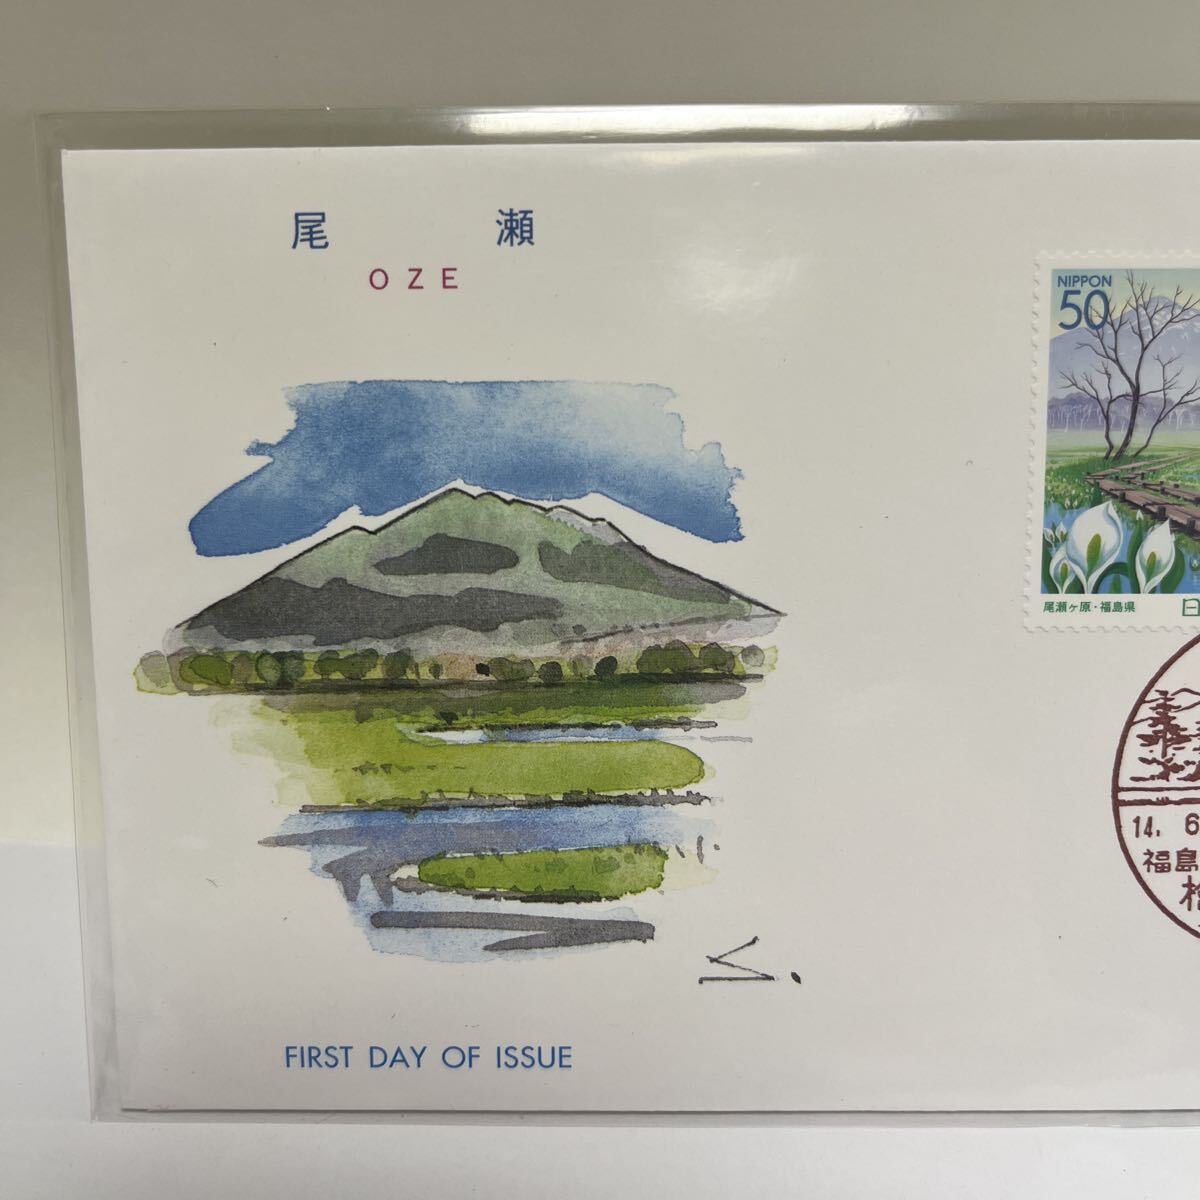 尾瀬
OZE
NIPPON
50
尾瀬ヶ原・福島県
日
14. 6
福島
桧
FIRST DAY OF ISSUE